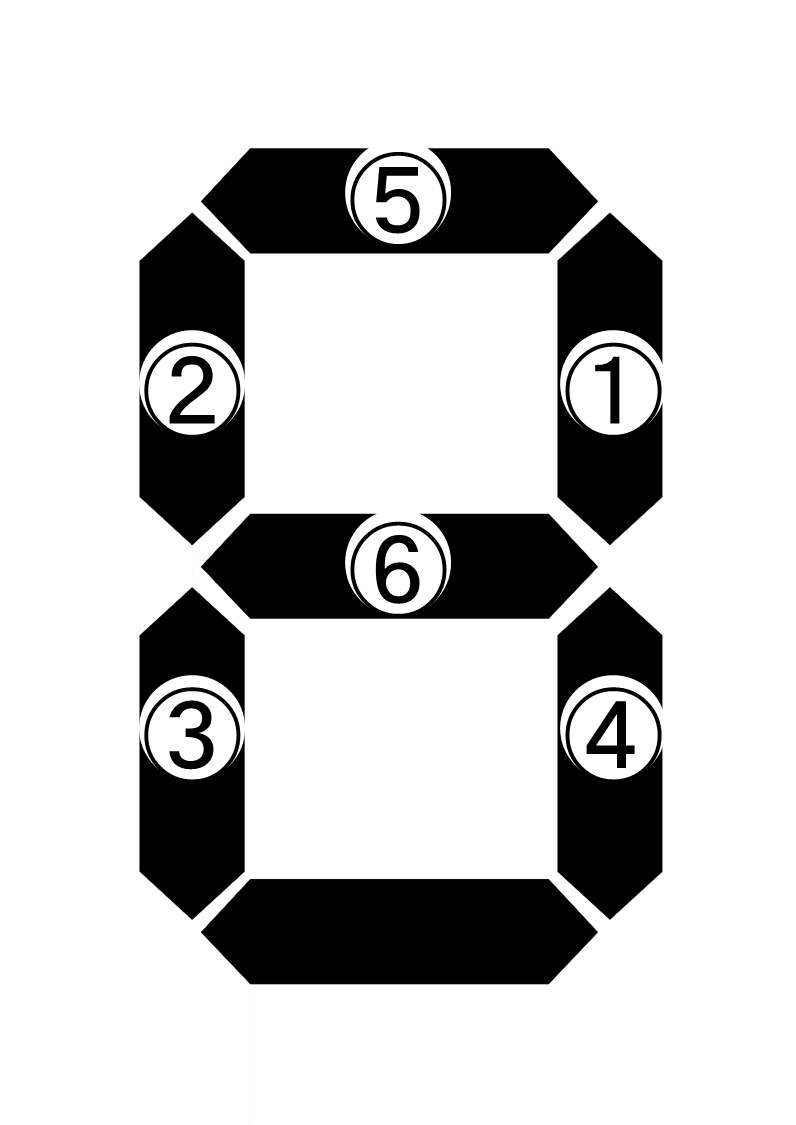 ⑤
② ①
⑥
③ ④